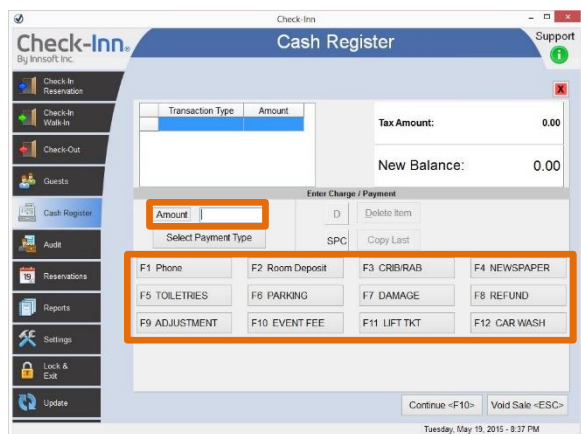 Check-Inn
Check-Inn®
By Innsoft Inc.
Cash Register
Support
Check-In
Reservation
Check-In
Walk-In
Check-Out
Guests
Cash Register
Audit
19
Reservations
Reports
Settings
Lock &
Exit
Update
X
Transaction Type Amount
Tax Amount: 0.00
New Balance: 0.00
Enter Charge / Payment
Amount
D Delete Item
Select Payment Type
SPC Copy Last
F1 Phone F2 Room Deposit F3 CRIB/RAB F4 NEWSPAPER
F5 TOILETRIES F6 PARKING F7 DAMAGE F8 REFUND
F9 ADJUSTMENT F10 EVENT FEE F11 LIFT TKT F12 CAR WASH
Continue <F10> Void Sale <ESC>
Tuesday, May 19, 2015 - 8:37 PM